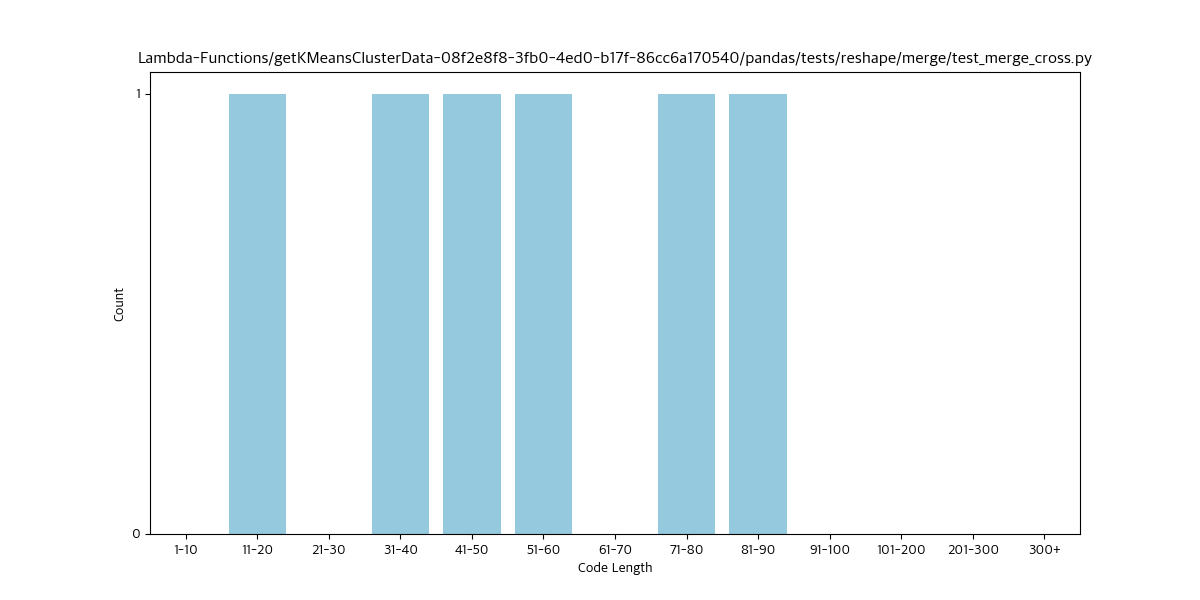 Lambda-Functions/getKMeansClusterData-08f2e8f8-3fb0-4ed0-b17f-86cc6a170540/pandas/tests/reshape/merge/test_merge_cross.py
1
Count
0
1-10 11-20 21-30 31-40 41-50 51-60 61-70 71-80 81-90 91-100 101-200 201-300 300+
Code Length